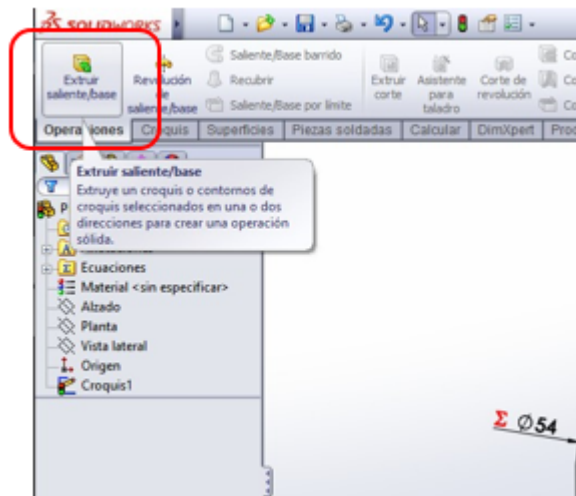 SOLIDWORKS
Extruir
saliente/base
Revolución
de
saliente/base
Saliente/Base barrido
Recubrir
Saliente/Base por límite
Extruir
corte
Asistente
para
taladro
Corte de
revolución
Operaciones Croquis Superficies Piezas soldadas Calcular DimXpert
Extruir saliente/base
Extruye un croquis o contornos de
croquis seleccionados en una o dos
direcciones para crear una operación
sólida.
Ecuaciones
Material <sin especificar>
Alzado
Planta
Vista lateral
Origen
Croquis1
Σ Ø54